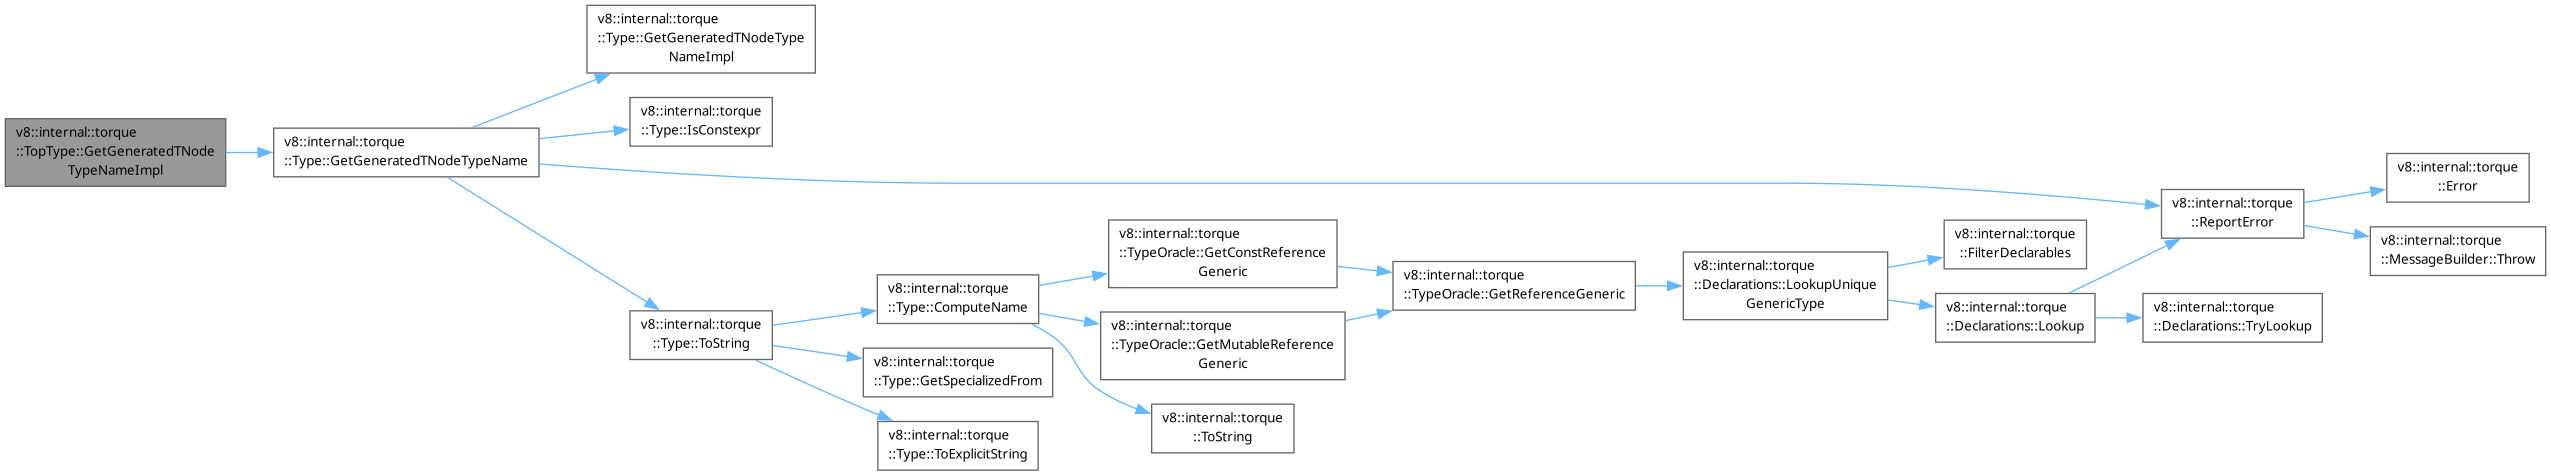 v8::internal::torque
::TopType::GetGeneratedTNode
TypeNameImpl
v8::internal::torque
::Type::GetGeneratedTNodeTypeName
v8::internal::torque
::Type::GetGeneratedTNodeType
NameImpl
v8::internal::torque
::Type::IsConstexpr
v8::internal::torque
::Type::ToString
v8::internal::torque
::Type::ComputeName
v8::internal::torque
::Type::GetSpecializedFrom
v8::internal::torque
::Type::ToExplicitString
v8::internal::torque
::TypeOracle::GetConstReference
Generic
v8::internal::torque
::TypeOracle::GetMutableReference
Generic
v8::internal::torque
::ToString
v8::internal::torque
::TypeOracle::GetReferenceGeneric
v8::internal::torque
::Declarations::LookupUnique
GenericType
v8::internal::torque
::FilterDeclarables
v8::internal::torque
::Declarations::Lookup
v8::internal::torque
::Declarations::TryLookup
v8::internal::torque
::ReportError
v8::internal::torque
::Error
v8::internal::torque
::MessageBuilder::Throw